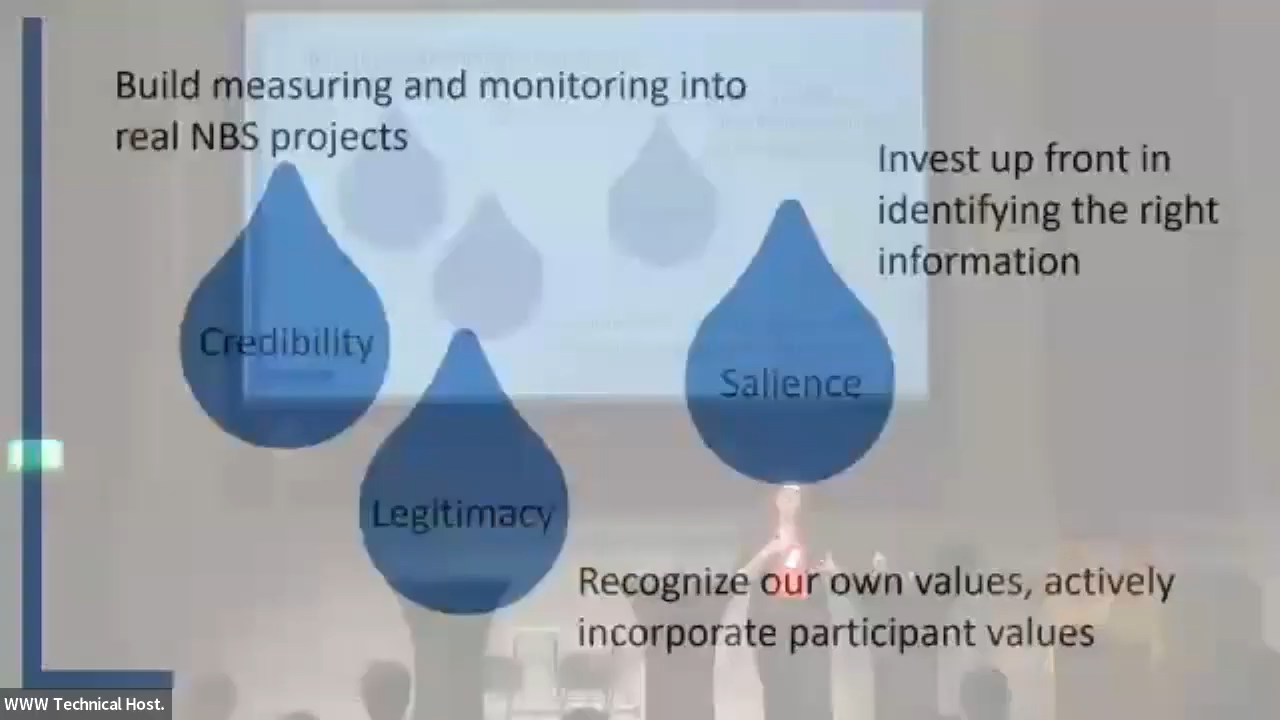 Build measuring and monitoring into
real NBS projects
Invest up front in
identifying the right
information
Credibility
Salience
Legitimacy
Recognize our own values, actively
incorporate participant values
WWW Technical Host.